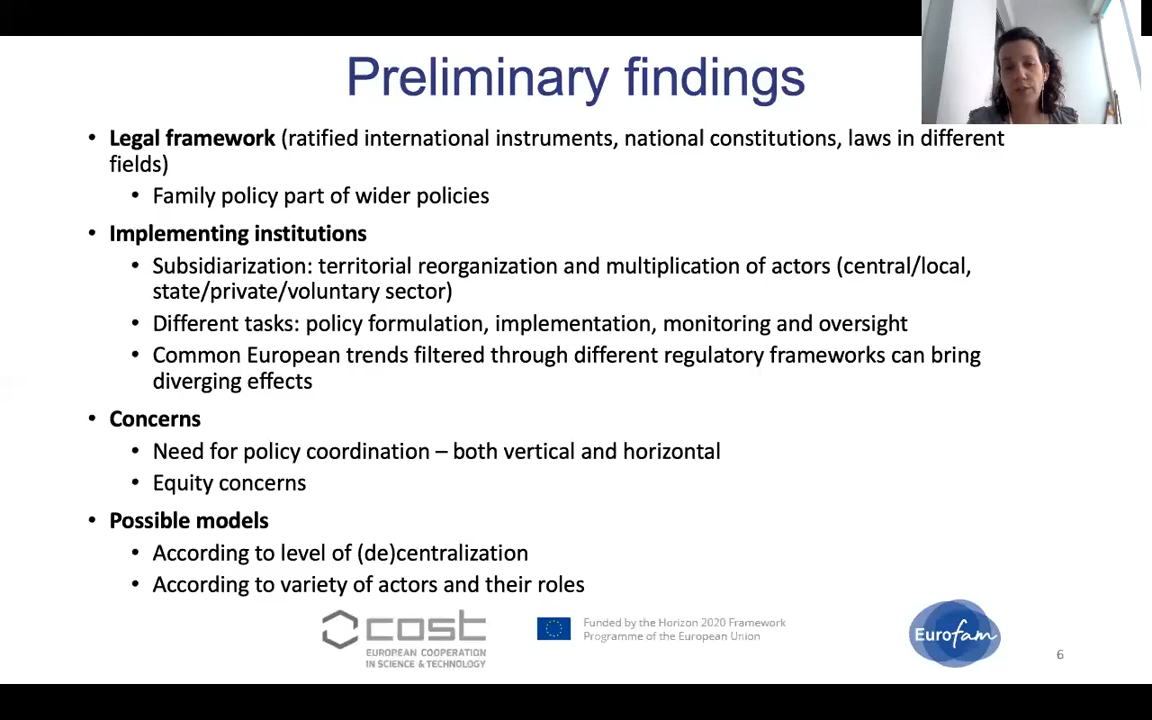 Preliminary findings
• Legal framework (ratified international instruments, national constitutions, laws in different
fields)
• Family policy part of wider policies
• Implementing institutions
• Subsidiarization: territorial reorganization and multiplication of actors (central/local,
state/private/voluntary sector)
• Different tasks: policy formulation, implementation, monitoring and oversight
• Common European trends filtered through different regulatory frameworks can bring
diverging effects
• Concerns
• Need for policy coordination – both vertical and horizontal
• Equity concerns
• Possible models
• According to level of (de)centralization
• According to variety of actors and their roles
cost
EUROPEAN COOPERATION
IN SCIENCE & TECHNOLOGY
Funded by the Horizon 2020 Framework
Programme of the European Union
Eurofam
6